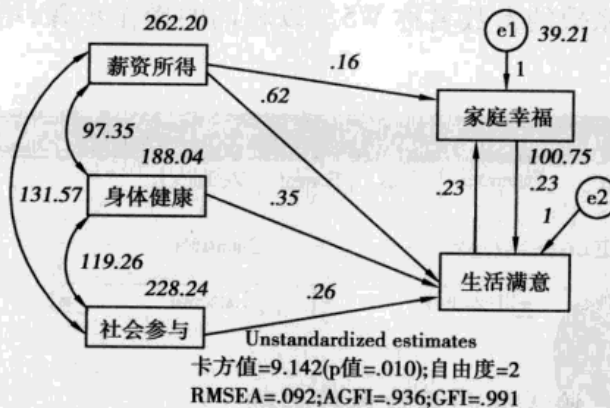 262.20
e1
39.21
薪资所得
.16
1
.62
家庭幸福
97.35
188.04
100.75
131.57
身体健康
.35
.23
.23
e2
1
119.26
228.24
.26
生活满意
社会参与
Unstandardized estimates
卡方值=9.142(p值=.010);自由度=2
RMSEA=.092;AGFI=.936;GFI=.991